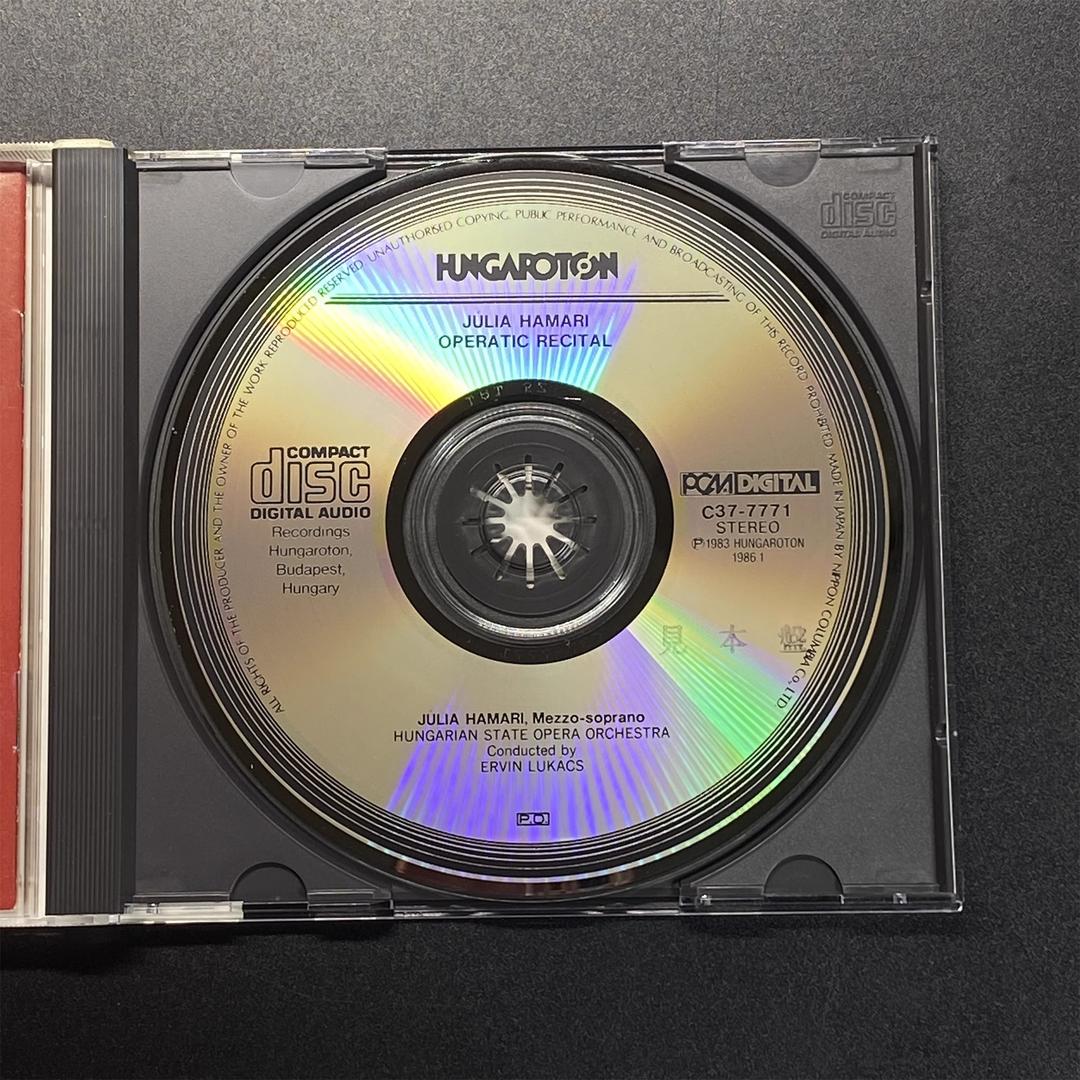 ALL RIGHTS OF THE PRODUCER AND THE OWNER OF THE WORK REPRODUCED RESERVED UNAUTHORISED COPYING, PUBLIC PERFORMANCE AND BROADCASTING OF THIS RECORD PROHIBITED MADE IN JAPAN BY NIPPON COLUMBIA CO., LTD
HUNGAROTON
JÚLIA HAMARI
OPERATIC RECITAL
COMPACT
disc
DIGITAL AUDIO
Recordings
Hungaroton,
Budapest,
Hungary
PCM DIGITAL
C37-7771
STEREO
℗1983 HUNGAROTON
1986 1
見本盤
JÚLIA HAMARI, Mezzo-soprano
HUNGARIAN STATE OPERA ORCHESTRA
Conducted by
ERVIN LUKACS
P.O.
COMPACT
disc
DIGITAL AUDIO